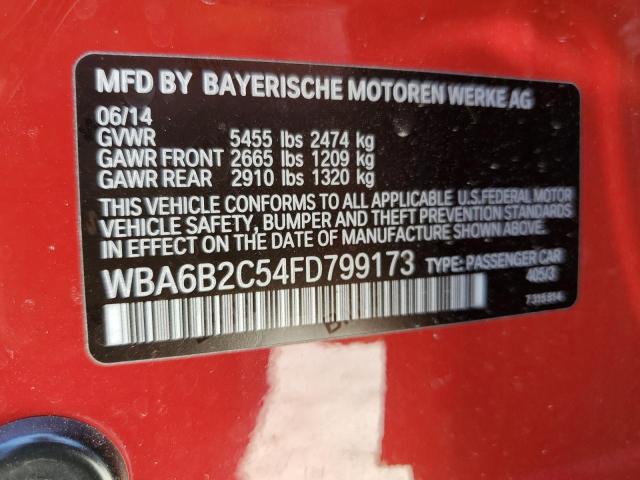 MFD BY BAYERISCHE MOTOREN WERKE AG
06/14
GVWR 5455 lbs 2474 kg
GAWR FRONT 2665 lbs 1209 kg
GAWR REAR 2910 lbs 1320 kg
THIS VEHICLE CONFORMS TO ALL APPLICABLE U.S.FEDERAL MOTOR
VEHICLE SAFETY, BUMPER AND THEFT PREVENTION STANDARDS
IN EFFECT ON THE DATE OF MANUFACTURE SHOWN ABOVE.
WBA6B2C54FD799173 TYPE: PASSENGER CAR
405/3
7315814